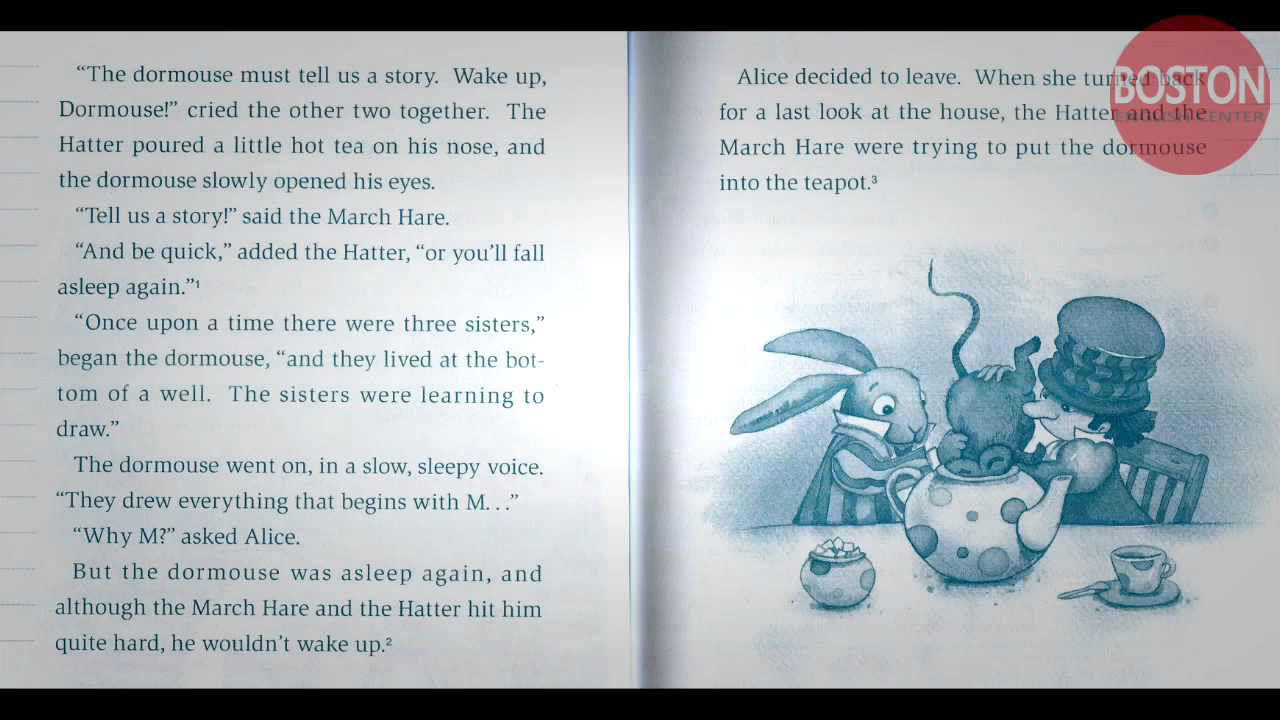 “The dormouse must tell us a story. Wake up,
Dormouse!” cried the other two together. The
Hatter poured a little hot tea on his nose, and
the dormouse slowly opened his eyes.
“Tell us a story!” said the March Hare.
“And be quick,” added the Hatter, “or you’ll fall
asleep again.”¹
“Once upon a time there were three sisters,”
began the dormouse, “and they lived at the bot-
tom of a well. The sisters were learning to
draw.”
The dormouse went on, in a slow, sleepy voice.
“They drew everything that begins with M. . .”
“Why M?” asked Alice.
But the dormouse was asleep again, and
although the March Hare and the Hatter hit him
quite hard, he wouldn’t wake up.²
Alice decided to leave. When she turned back
for a last look at the house, the Hatter and the
March Hare were trying to put the dormouse
into the teapot.³
BOSTON
ENGLISH CENTER